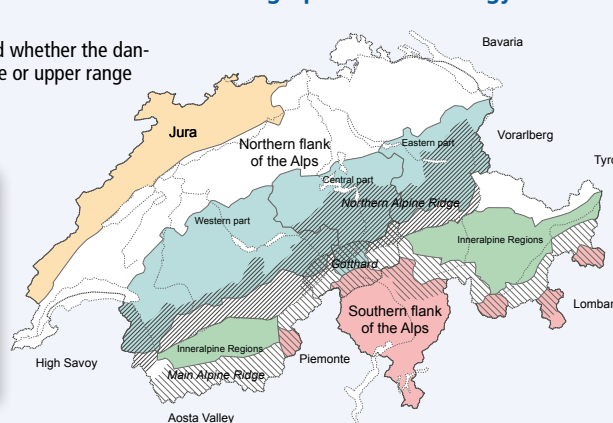 d whether the dan-
e or upper range
Bavaria
Jura
Eastern part
Vorarlberg
Northern flank
of the Alps
Tyro
Central part
Northern Alpine Ridge
Western part
Inneralpine Regions
Gotthard
Southern flank
of the Alps
Lombar
Inneralpine Regions
Piemonte
High Savoy
Main Alpine Ridge
Aosta Valley